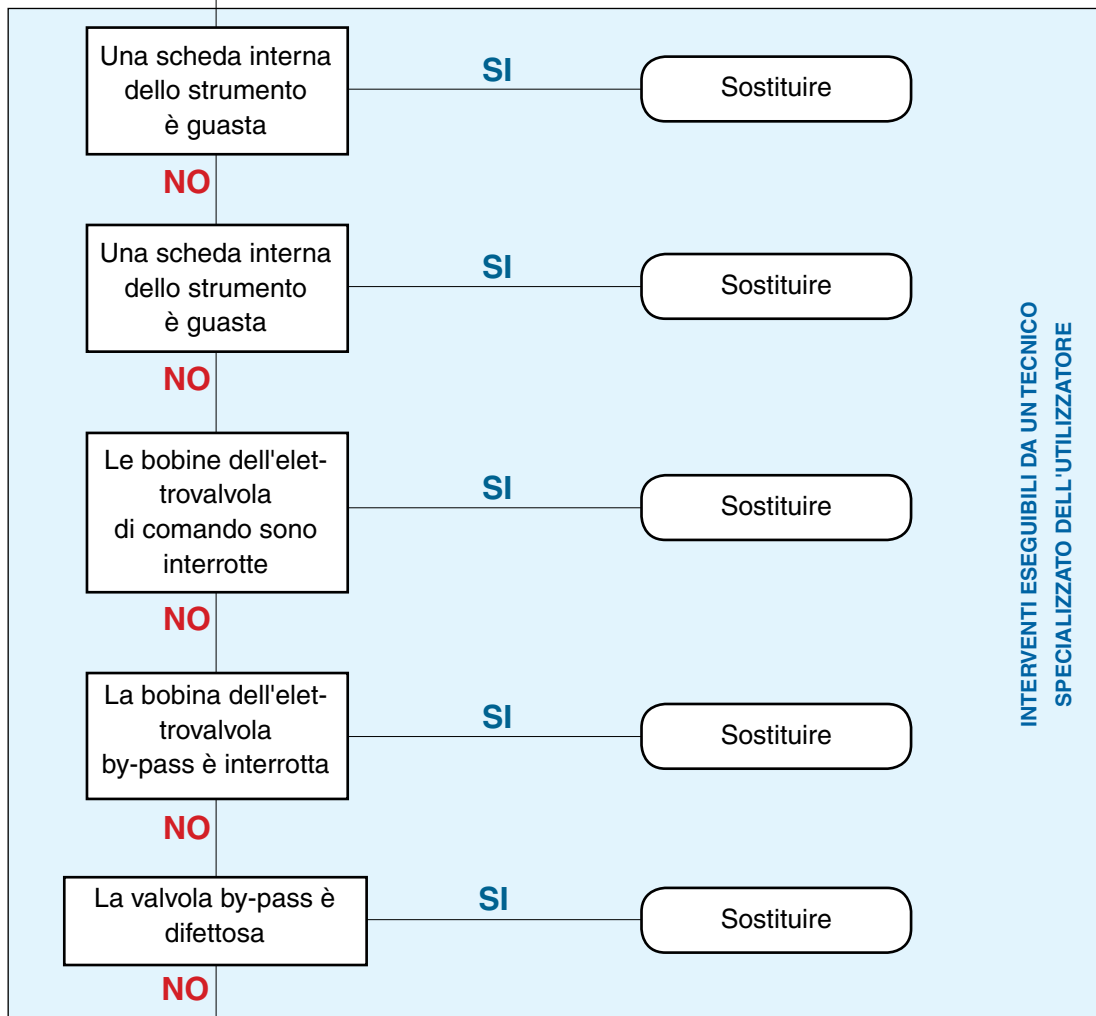 Una scheda interna
dello strumento
è guasta
SI
Sostituire
NO
Una scheda interna
dello strumento
è guasta
SI
Sostituire
NO
Le bobine dell'elet-
trovalvola
di comando sono
interrotte
SI
Sostituire
NO
La bobina dell'elet-
trovalvola
by-pass è interrotta
SI
Sostituire
NO
La valvola by-pass è
difettosa
SI
Sostituire
NO
INTERVENTI ESEGUIBILI DA UN TECNICO
SPECIALIZZATO DELL'UTILIZZATORE